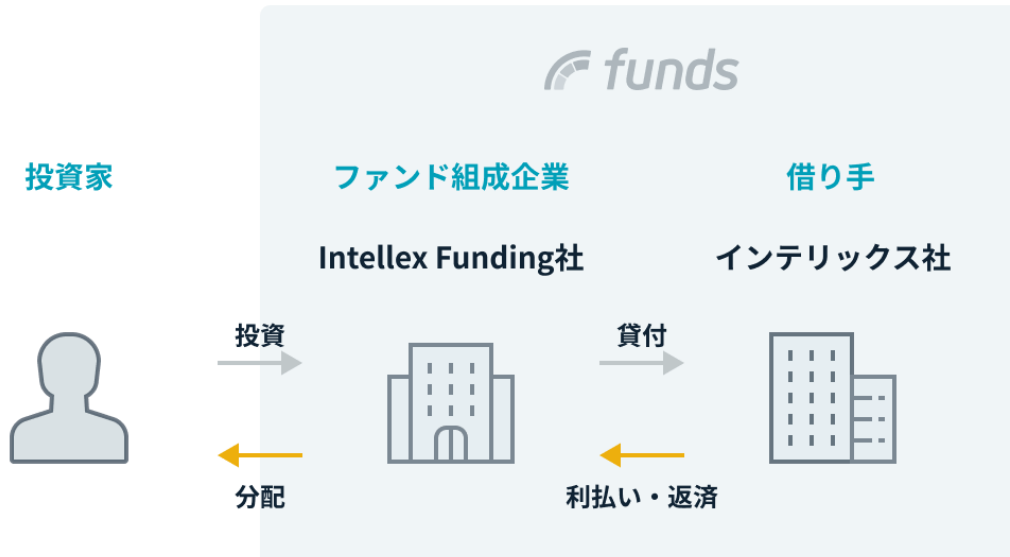 funds
投資家
ファンド組成企業
借り手
Intellex Funding社
インテリックス社
投資
貸付
分配
利払い・返済